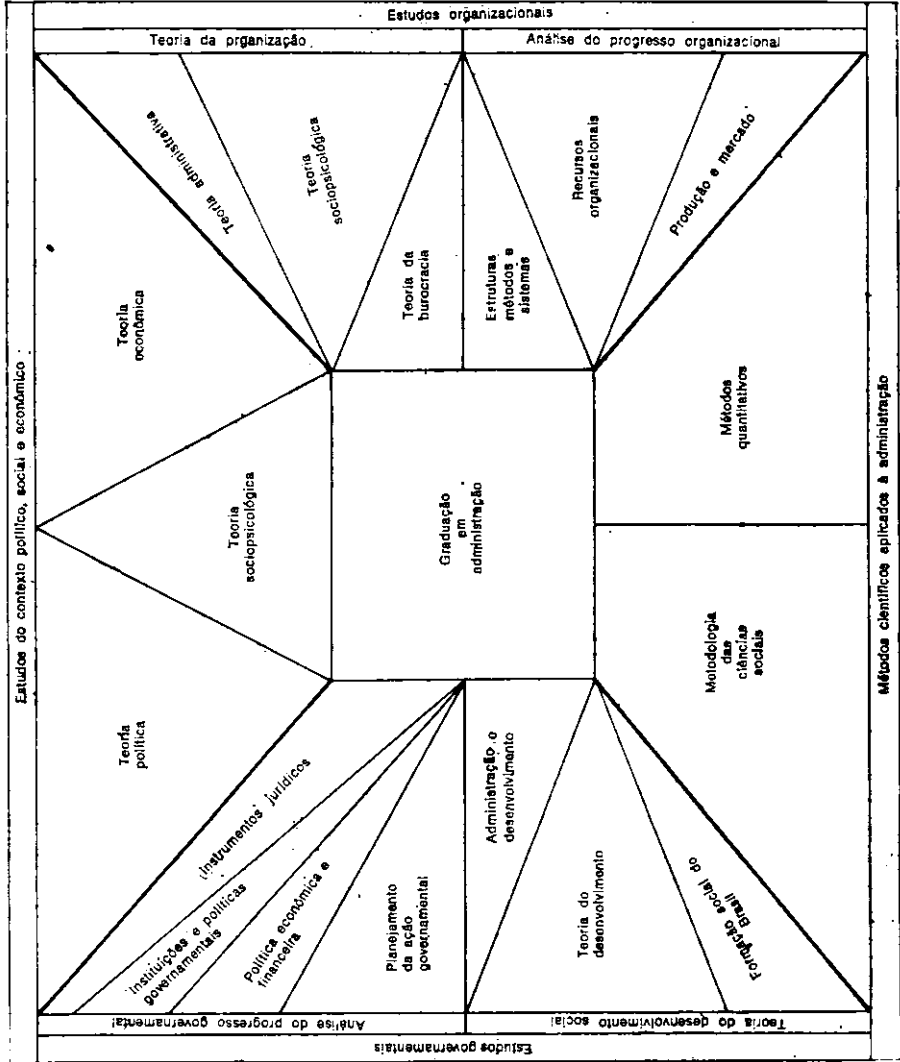 Estudos organizacionais
Teoria da prganização
Análise do progresso organizacional
Estudos do contexto político, social e econômico
Teoria administrativa
Teoria
sociopsicológica
Teoria da
burocracia
Estruturas
métodos e
sistemas
Recursos
organizacionais
Produção e mercado
Teoria
econômica
Teoria
sociopsicológica
Teoria
política
Graduação
em
administração
Métodos
quantitativos
Motodologia
das
ciências
sociais
Métodos científicos aplicados à administração
Instrumentos jurídicos
Instituições e políticas
governamentais
Política econômica e
financeira
Planejamento
da ação
governamental
Administração e
desenvolvimento
Teoria do
desenvolvimento
Formação social do
Brasil
Análise do progresso governamental
Teoria do desenvolvimento social
Estudos governamentais